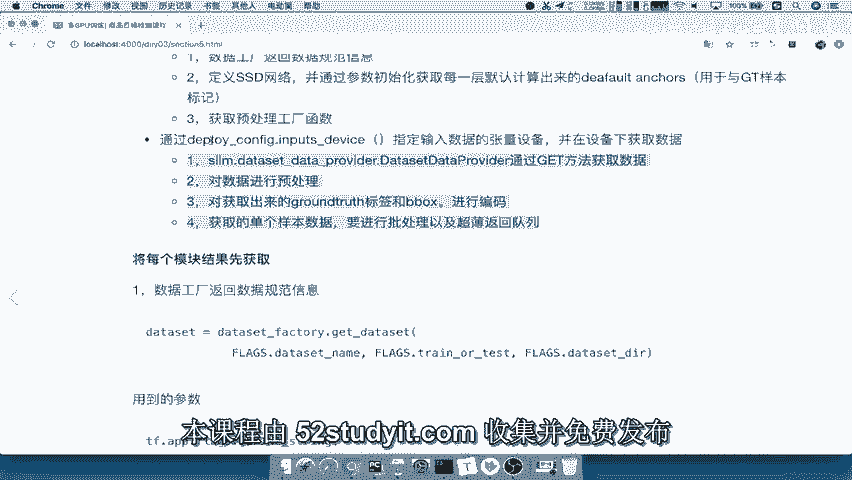 Chrome 文件 修改 视图 历史记录 书签 其他人 电动窗 帮助
localhost:4000/
1，数据工厂返回数据规范信息
2，定义SSD网络，并通过参数初始化获取每一层默认计算出来的deafault anchors（用于与GT样本
标记）
3，获取预处理工厂函数
通过deploy_config.inputs_device（）指定输入数据的张量设备，并在设备下获取数据
1，slim.dataset_data_provider.DatasetDataProvider通过GET方法获取数据
2，对数据进行预处理
3，对获取出来的groundtruth标签和bbox。进行编码
4，获取的单个样本数据，要进行批处理以及超薄返回队列
将每个模块结果先获取
1，数据工厂返回数据规范信息
dataset = dataset_factory.get_dataset(
FLAGS.dataset_name, FLAGS.train_or_test, FLAGS.dataset_dir)
用到的参数
本课程由 52studyit.com 收集并免费发布